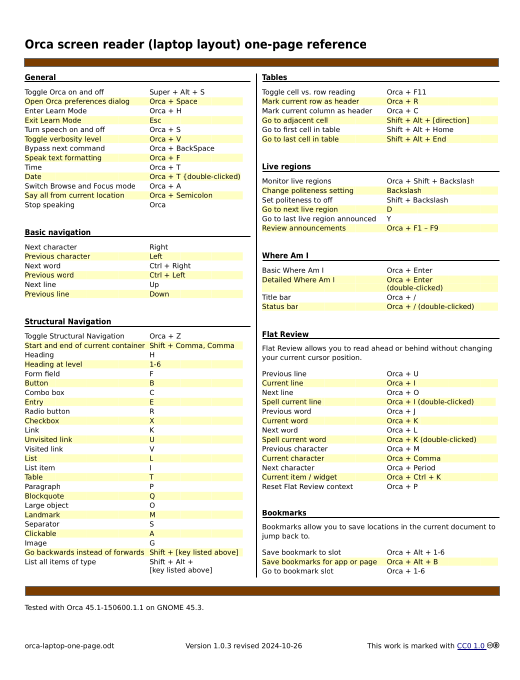 Orca screen reader (laptop layout) one-page reference
General
Toggle Orca on and off Super + Alt + S
Open Orca preferences dialog Orca + Space
Enter Learn Mode Orca + H
Exit Learn Mode Esc
Turn speech on and off Orca + S
Toggle verbosity level Orca + V
Bypass next command Orca + BackSpace
Speak text formatting Orca + F
Time Orca + T
Date Orca + T (double-clicked)
Switch Browse and Focus mode Orca + A
Say all from current location Orca + Semicolon
Stop speaking Orca
Basic navigation
Next character Right
Previous character Left
Next word Ctrl + Right
Previous word Ctrl + Left
Next line Up
Previous line Down
Structural Navigation
Toggle Structural Navigation Orca + Z
Start and end of current container Shift + Comma, Comma
Heading H
Heading at level 1-6
Form field F
Button B
Combo box C
Entry E
Radio button R
Checkbox X
Link K
Unvisited link U
Visited link V
List L
List item I
Table T
Paragraph P
Blockquote Q
Large object O
Landmark M
Separator S
Clickable A
Image G
Go backwards instead of forwards Shift + [key listed above]
List all items of type Shift + Alt +
[key listed above]
Tables
Toggle cell vs. row reading Orca + F11
Mark current row as header Orca + R
Mark current column as header Orca + C
Go to adjacent cell Shift + Alt + [direction]
Go to first cell in table Shift + Alt + Home
Go to last cell in table Shift + Alt + End
Live regions
Monitor live regions Orca + Shift + Backslash
Change politeness setting Backslash
Set politeness to off Shift + Backslash
Go to next live region D
Go to last live region announced Y
Review announcements Orca + F1 – F9
Where Am I
Basic Where Am I Orca + Enter
Detailed Where Am I Orca + Enter
(double-clicked)
Title bar Orca + /
Status bar Orca + / (double-clicked)
Flat Review
Flat Review allows you to read ahead or behind without changing
your current cursor position.
Previous line Orca + U
Current line Orca + I
Next line Orca + O
Spell current line Orca + I (double-clicked)
Previous word Orca + J
Current word Orca + K
Next word Orca + L
Spell current word Orca + K (double-clicked)
Previous character Orca + M
Current character Orca + Comma
Next character Orca + Period
Current item / widget Orca + Ctrl + K
Reset Flat Review context Orca + P
Bookmarks
Bookmarks allow you to save locations in the current document to
jump back to.
Save bookmark to slot Orca + Alt + 1-6
Save bookmarks for app or page Orca + Alt + B
Go to bookmark slot Orca + 1-6
Tested with Orca 45.1-150600.1.1 on GNOME 45.3.
orca-laptop-one-page.odt Version 1.0.3 revised 2024-10-26 This work is marked with CC0 1.0